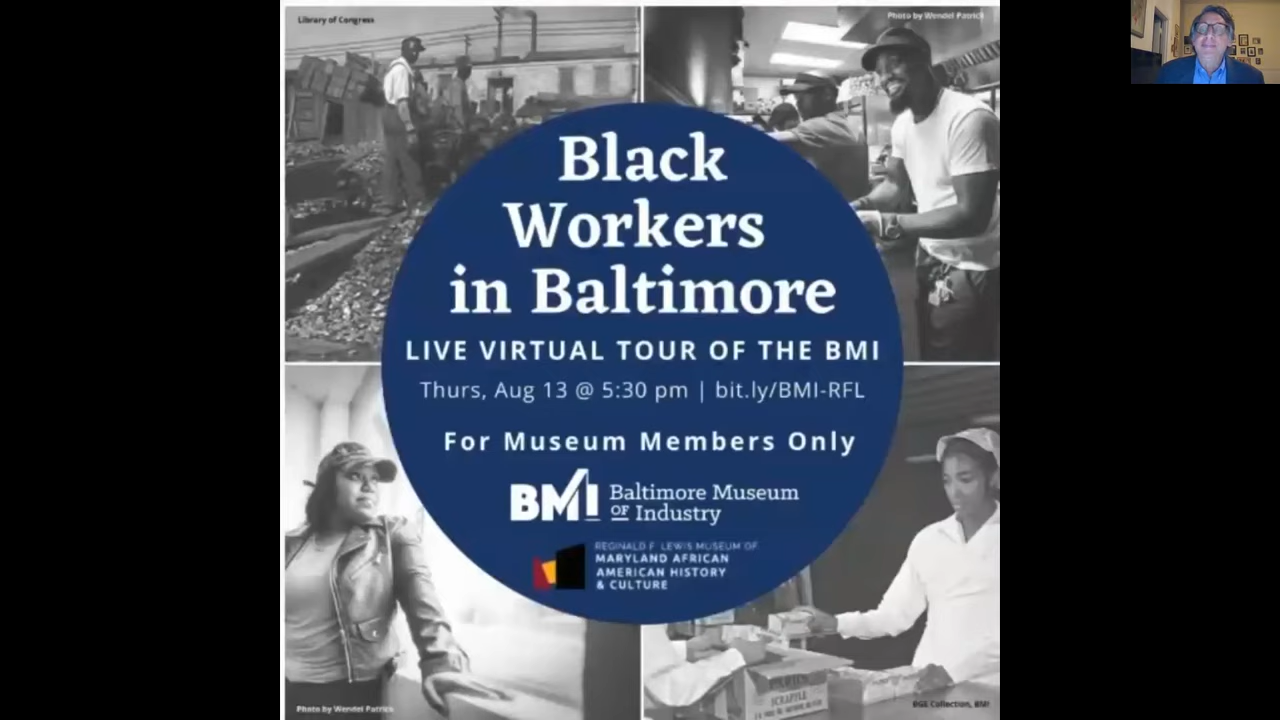 Library of Congress
Photo by Wendel Patrick
Black
Workers
in Baltimore
LIVE VIRTUAL TOUR OF THE BMI
Thurs, Aug 13 @ 5:30 pm | bit.ly/BMI-RFL
For Museum Members Only
BMI Baltimore Museum
OF Industry
REGINALD F. LEWIS MUSEUM OF
MARYLAND AFRICAN
AMERICAN HISTORY
& CULTURE
SCRAPPLE
Photo by Wendel Patrick
BGE Collection, BMI